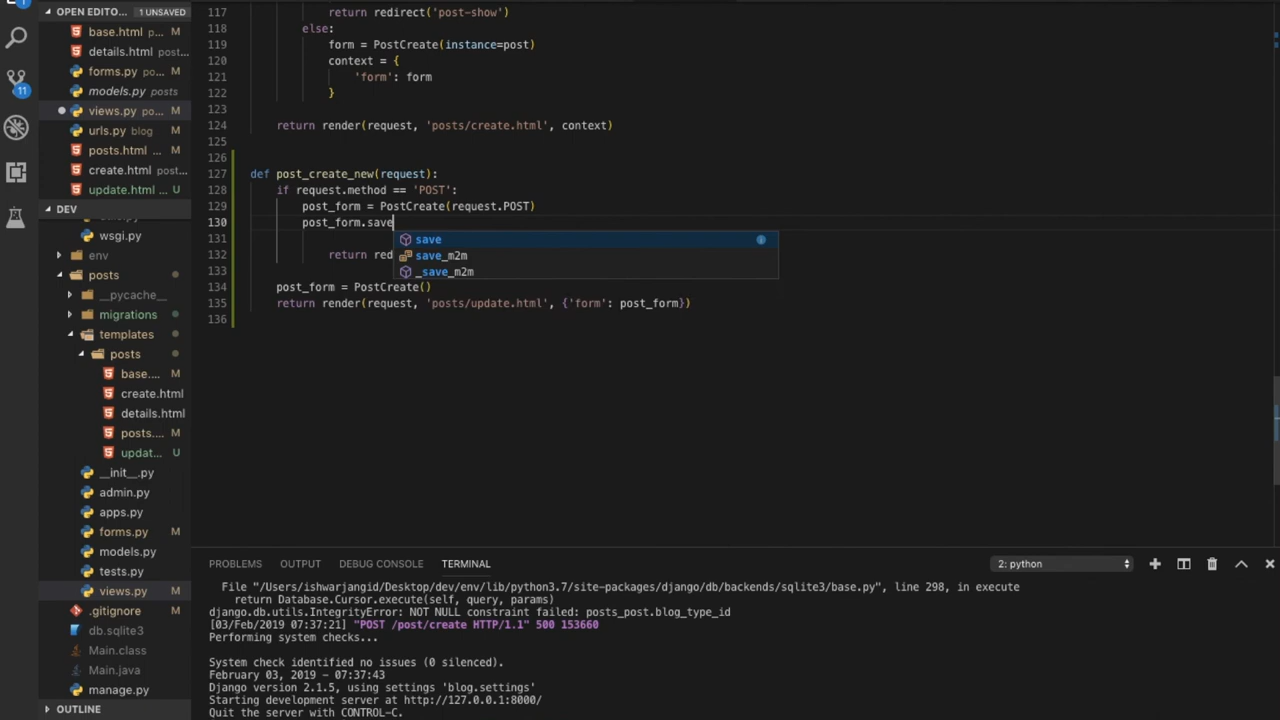 OPEN EDITO... 1 UNSAVED
base.html p...
details.html post...
forms.py po...
models.py posts
views.py po...
urls.py blog
posts.html ...
create.html
update.html
M
M
M
M
M
U
11
DEV
wsgi.py
env
posts
__pycache__
migrations
templates
posts
base.... M
create.html
details.html
posts.... M
updat... U
__init__.py
admin.py
apps.py
forms.py M
models.py
tests.py
views.py M
.gitignore
db.sqlite3
Main.class
Main.java
manage.py
OUTLINE
117 return redirect('post-show')
118 else:
119 form = PostCreate(instance=post)
120 context = {
121 'form': form
122 }
123
124 return render(request, 'posts/create.html', context)
125
126
127 def post_create_new(request):
128 if request.method == 'POST':
129 post_form = PostCreate(request.POST)
130 post_form.save
131
132 return red
133
134 post_form = PostCreate()
135 return render(request, 'posts/update.html', {'form': post_form})
136
save
save_m2m
_save_m2m
PROBLEMS OUTPUT DEBUG CONSOLE TERMINAL 2: python
File "/Users/ishwarjangid/Desktop/dev/env/lib/python3.7/site-packages/django/db/backends/sqlite3/base.py", line 298, in execute
return Database.Cursor.execute(self, query, params)
django.db.utils.IntegrityError: NOT NULL constraint failed: posts_post.blog_type_id
[03/Feb/2019 07:37:21] "POST /post/create HTTP/1.1" 500 153660
Performing system checks...
System check identified no issues (0 silenced).
February 03, 2019 - 07:37:43
Django version 2.1.5, using settings 'blog.settings'
Starting development server at http://127.0.0.1:8000/
Quit the server with CONTROL-C.